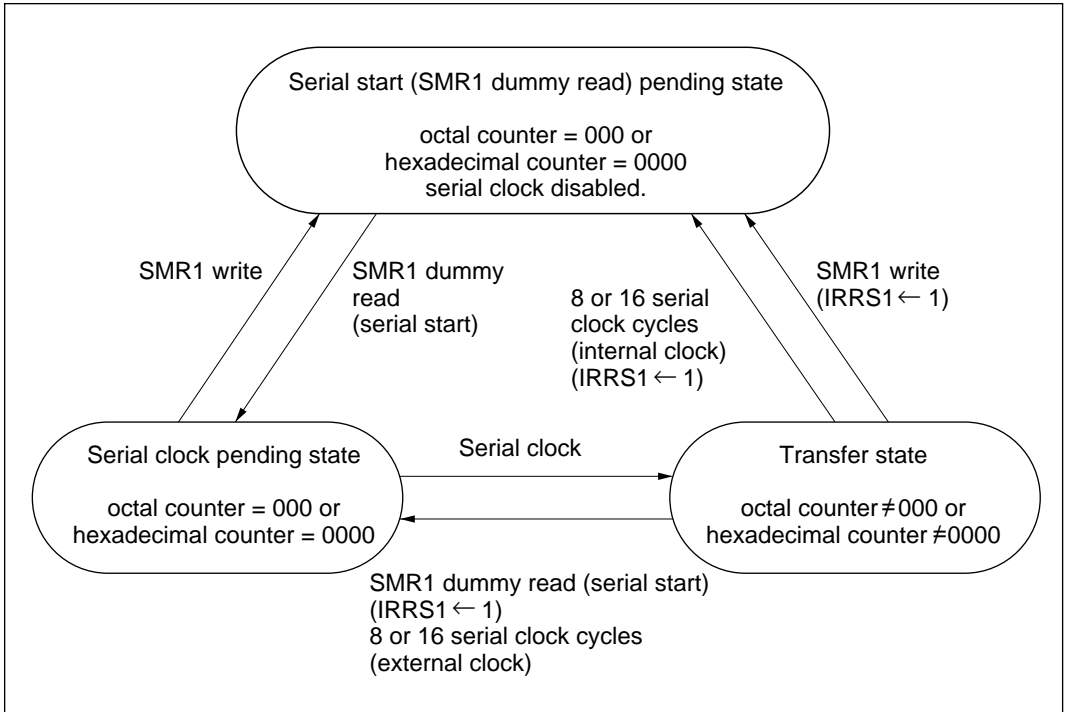 Serial start (SMR1 dummy read) pending state
octal counter = 000 or
hexadecimal counter = 0000
serial clock disabled.
SMR1 write
SMR1 dummy
read
(serial start)
8 or 16 serial
clock cycles
(internal clock)
(IRRS1 ← 1)
SMR1 write
(IRRS1 ← 1)
Serial clock pending state
octal counter = 000 or
hexadecimal counter = 0000
Serial clock
Transfer state
octal counter ≠ 000 or
hexadecimal counter ≠ 0000
SMR1 dummy read (serial start)
(IRRS1 ← 1)
8 or 16 serial clock cycles
(external clock)